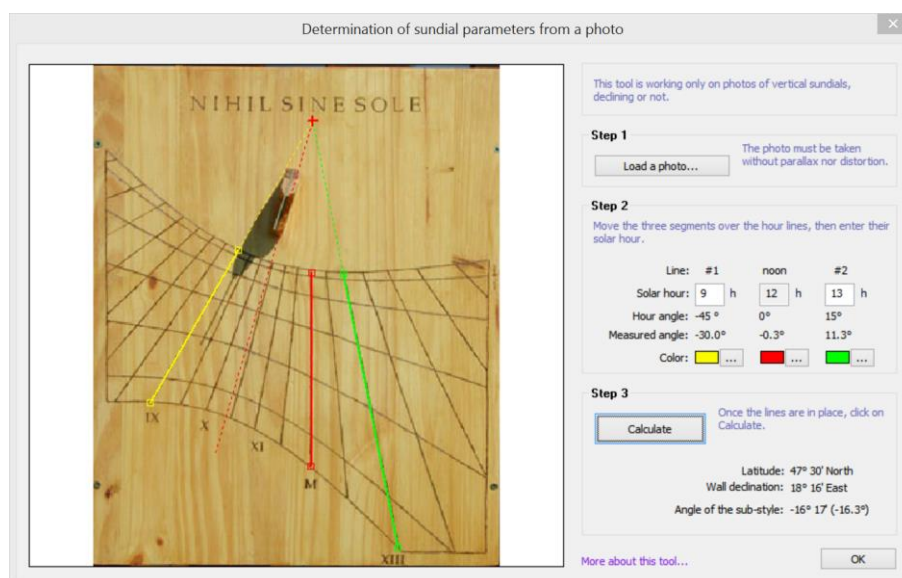 Determination of sundial parameters from a photo
NIHIL SINE SOLE
IX
X
XI
M
XIII
This tool is working only on photos of vertical sundials,
declining or not.
Step 1
Load a photo...
The photo must be taken
without parallax nor distortion.
Step 2
Move the three segments over the hour lines, then enter their
solar hour.
Line: #1 noon #2
Solar hour: 9 h 12 h 13 h
Hour angle: -45 ° 0° 15°
Measured angle: -30.0° -0.3° 11.3°
Color: ... ... ...
Step 3
Calculate
Once the lines are in place, click on
Calculate.
Latitude: 47° 30' North
Wall declination: 18° 16' East
Angle of the sub-style: -16° 17' (-16.3°)
More about this tool...
OK